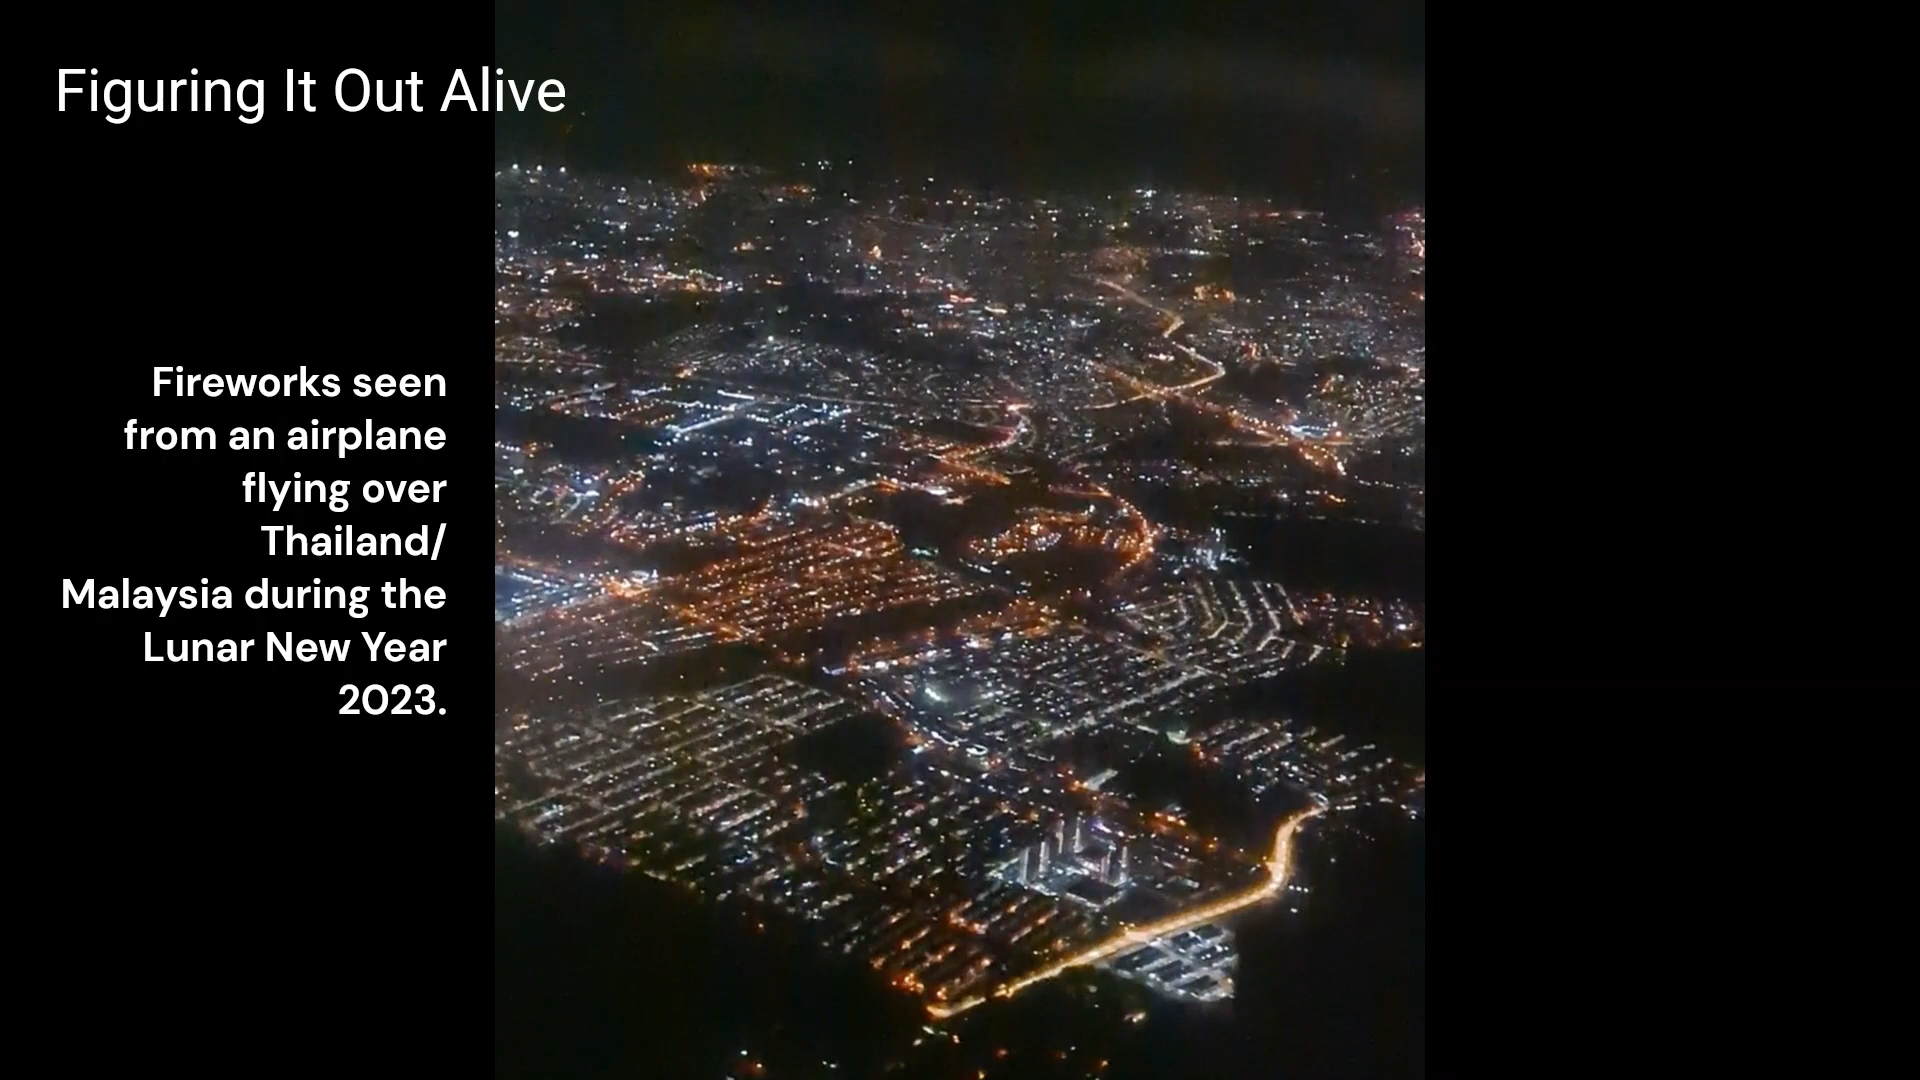 Figuring It Out Alive
Fireworks seen
from an airplane
flying over
Thailand/
Malaysia during the
Lunar New Year
2023.